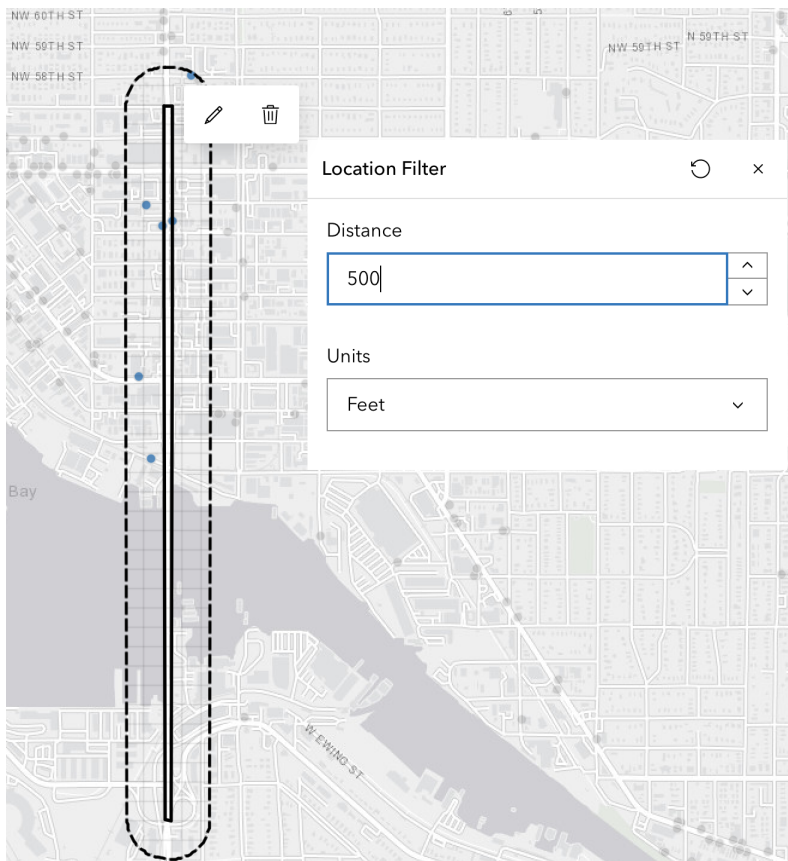 NW 60TH ST
NW 59TH ST
NW 58TH ST
NW 59TH ST
N 59TH ST
Location Filter
Distance
500
Units
Feet
Bay
W EWING ST